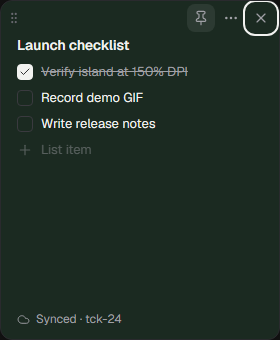 Launch checklist
Verify island at 150% DPI
Record demo GIF
Write release notes
List item
Synced · tck-24